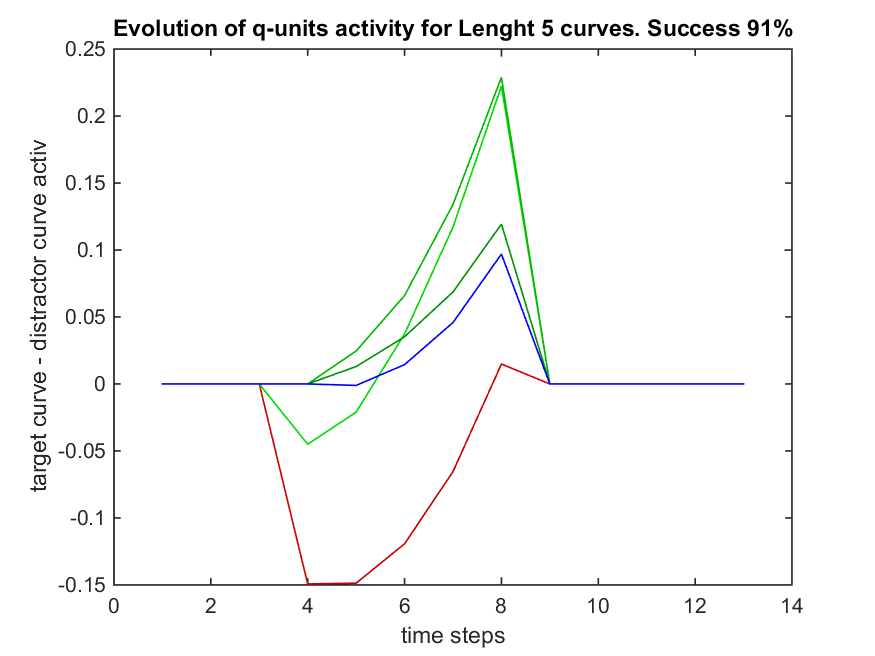 Evolution of q-units activity for Lenght 5 curves. Success 91%
0.25
0.2
0.15
0.1
0.05
0
-0.05
-0.1
-0.15
target curve - distractor curve activ
0 2 4 6 8 10 12 14
time steps